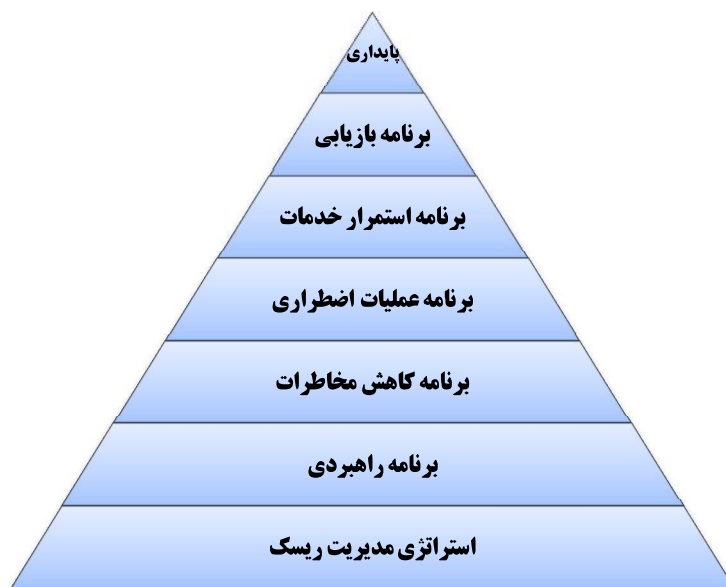 پایداری
برنامه بازیابی
برنامه استمرار خدمات
برنامه عملیات اضطراری
برنامه کاهش مخاطرات
برنامه راهبردی
استراتژی مدیریت ریسک